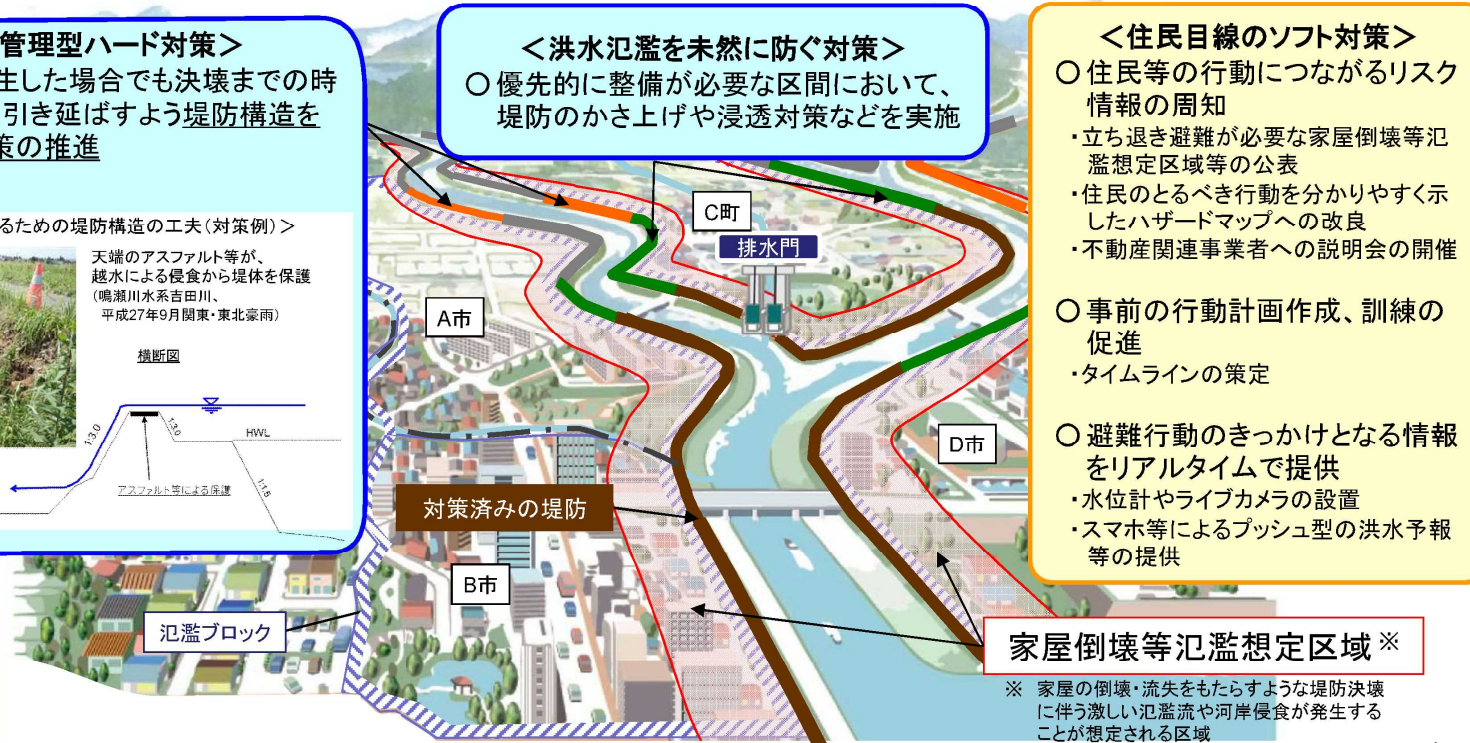 管理型ハード対策＞
生した場合でも決壊までの時
引き延ばすよう堤防構造を
策の推進
るための堤防構造の工夫(対策例)＞
天端のアスファルト等が、
越水による侵食から堤体を保護
(鳴瀬川水系吉田川、
平成27年9月関東・東北豪雨)
横断図
1:3.0
1:3.0
HWL
1:1.5
アスファルト等による保護
＜洪水氾濫を未然に防ぐ対策＞
○優先的に整備が必要な区間において、
堤防のかさ上げや浸透対策などを実施
C町
排水門
A市
D市
対策済みの堤防
B市
氾濫ブロック
＜住民目線のソフト対策＞
○住民等の行動につながるリスク
情報の周知
・立ち退き避難が必要な家屋倒壊等氾
濫想定区域等の公表
・住民のとるべき行動を分かりやすく示
したハザードマップへの改良
・不動産関連事業者への説明会の開催
○事前の行動計画作成、訓練の
促進
・タイムラインの策定
○避難行動のきっかけとなる情報
をリアルタイムで提供
・水位計やライブカメラの設置
・スマホ等によるプッシュ型の洪水予報
等の提供
家屋倒壊等氾濫想定区域※
※ 家屋の倒壊・流失をもたらすような堤防決壊
に伴う激しい氾濫流や河岸侵食が発生する
ことが想定される区域